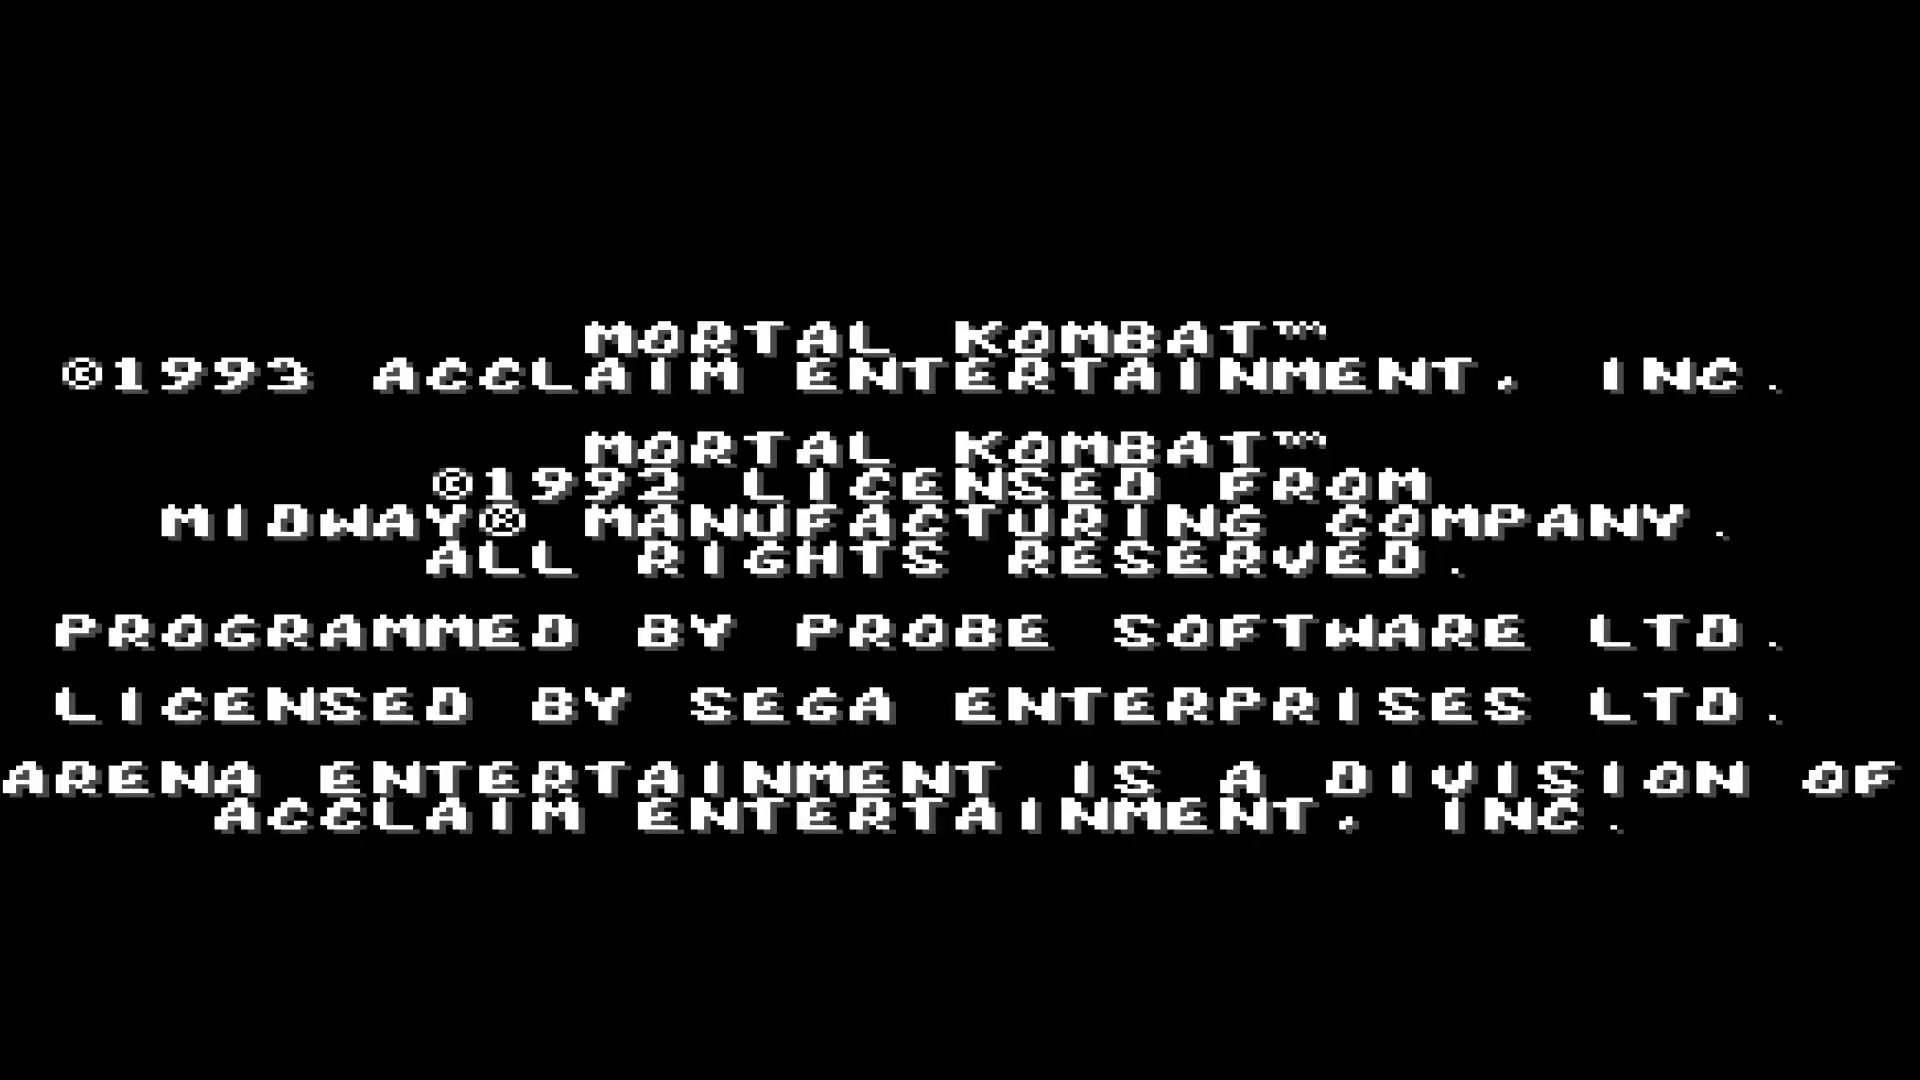 MORTAL KOMBAT™
©1993 ACCLAIM ENTERTAINMENT, INC.
MORTAL KOMBAT™
©1992 LICENSED FROM
MIDWAY® MANUFACTURING COMPANY.
ALL RIGHTS RESERVED.
PROGRAMMED BY PROBE SOFTWARE LTD.
LICENSED BY SEGA ENTERPRISES LTD.
ARENA ENTERTAINMENT IS A DIVISION OF
ACCLAIM ENTERTAINMENT, INC.